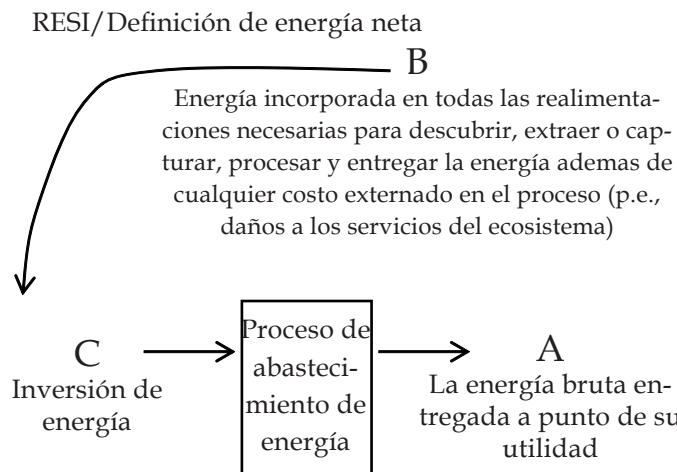 RESI/Definición de energía neta
B
Energía incorporada en todas las realimenta-
ciones necesarias para descubrir, extraer o cap-
turar, procesar y entregar la energía ademas de
cualquier costo externado en el proceso (p.e.,
daños a los servicios del ecosistema)
C
Inversión de
energía
Proceso de
abasteci-
miento de
energía
A
La energía bruta en-
tregada a punto de su
utilidad